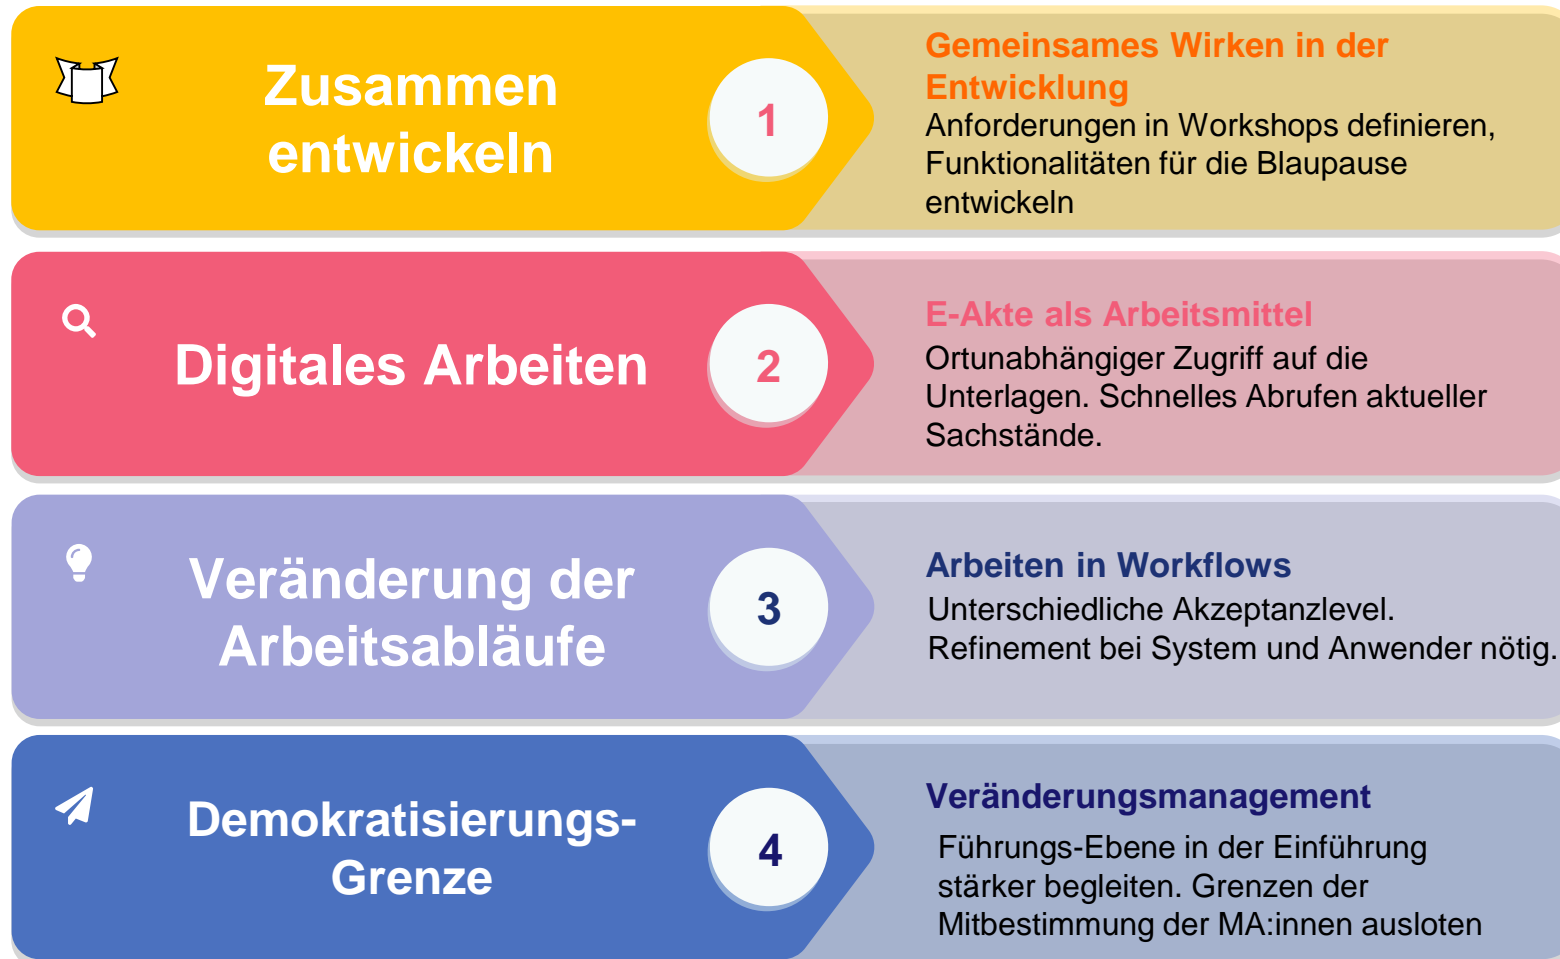 Zusammen
entwickeln
1
Gemeinsames Wirken in der
Entwicklung
Anforderungen in Workshops definieren,
Funktionalitäten für die Blaupause
entwickeln
Digitales Arbeiten
2
E-Akte als Arbeitsmittel
Ortunabhängiger Zugriff auf die
Unterlagen. Schnelles Abrufen aktueller
Sachstände.
Veränderung der
Arbeitsabläufe
3
Arbeiten in Workflows
Unterschiedliche Akzeptanzlevel.
Refinement bei System und Anwender nötig.
Demokratisierungs-
Grenze
4
Veränderungsmanagement
Führungs-Ebene in der Einführung
stärker begleiten. Grenzen der
Mitbestimmung der MA:innen ausloten